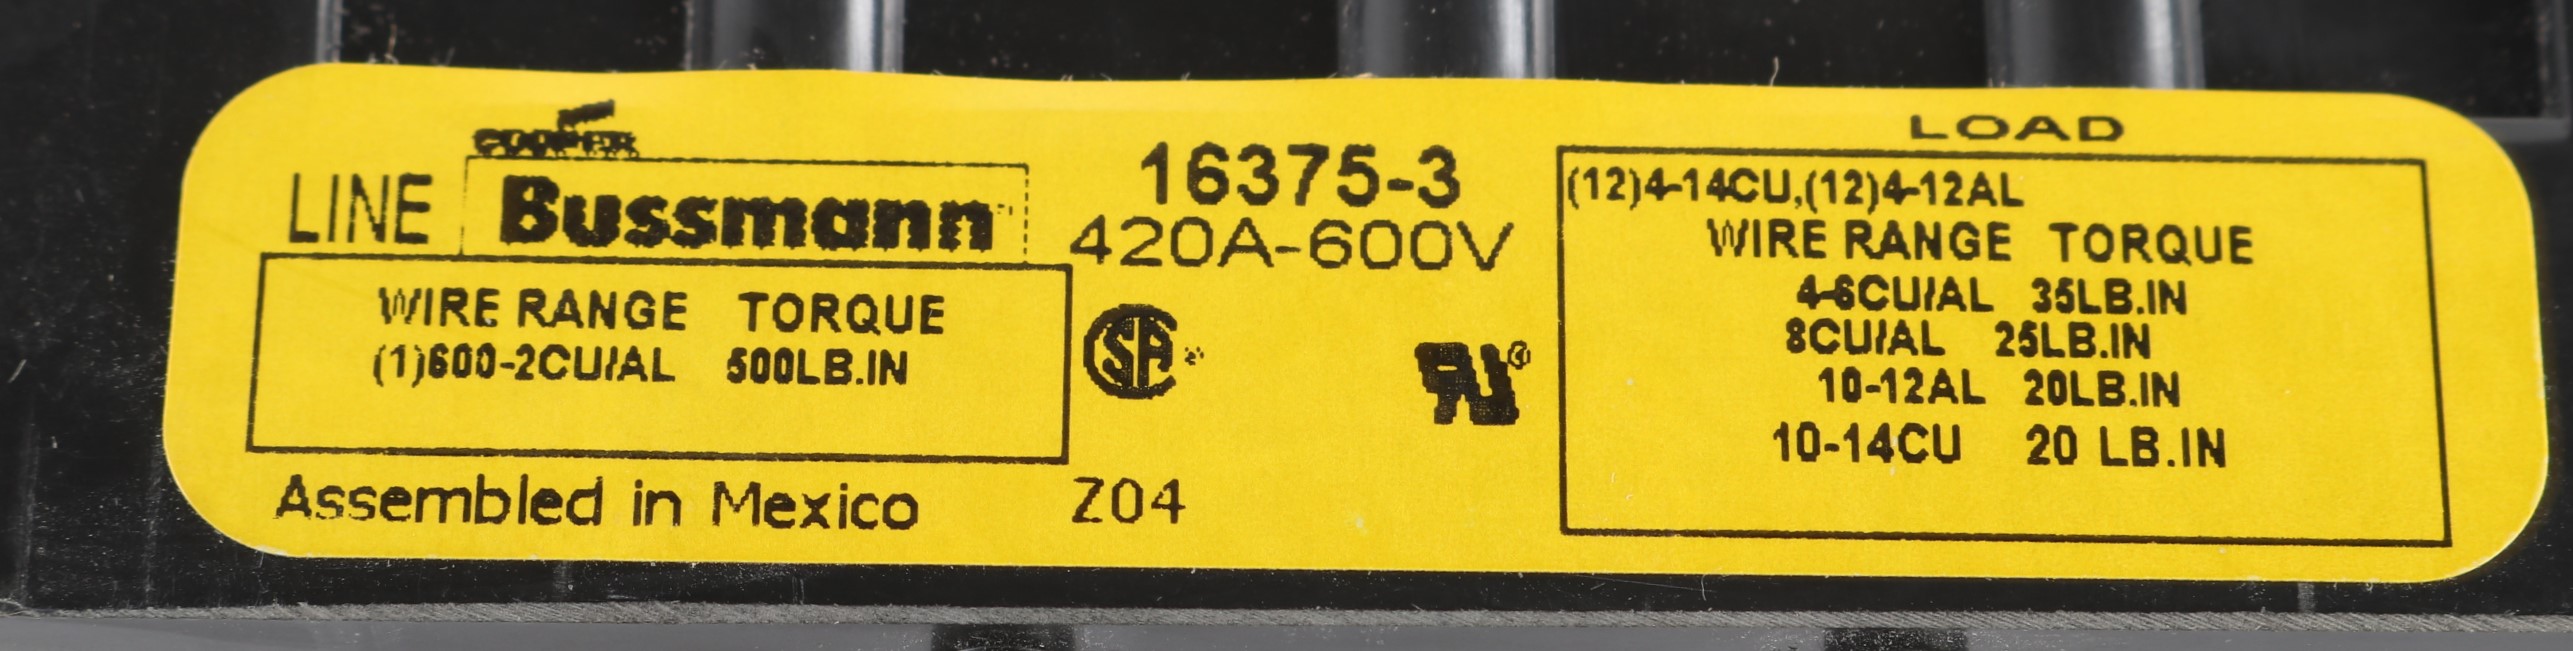 COOPER
LINE Bussmann
WIRE RANGE TORQUE
(1)600-2CU/AL 500LB.IN
Assembled in Mexico Z04
16375-3
420A-600V
SA
LOAD
(12)4-14CU,(12)4-12AL
WIRE RANGE TORQUE
4-6CU/AL 35LB.IN
8CU/AL 25LB.IN
10-12AL 20LB.IN
10-14CU 20 LB.IN